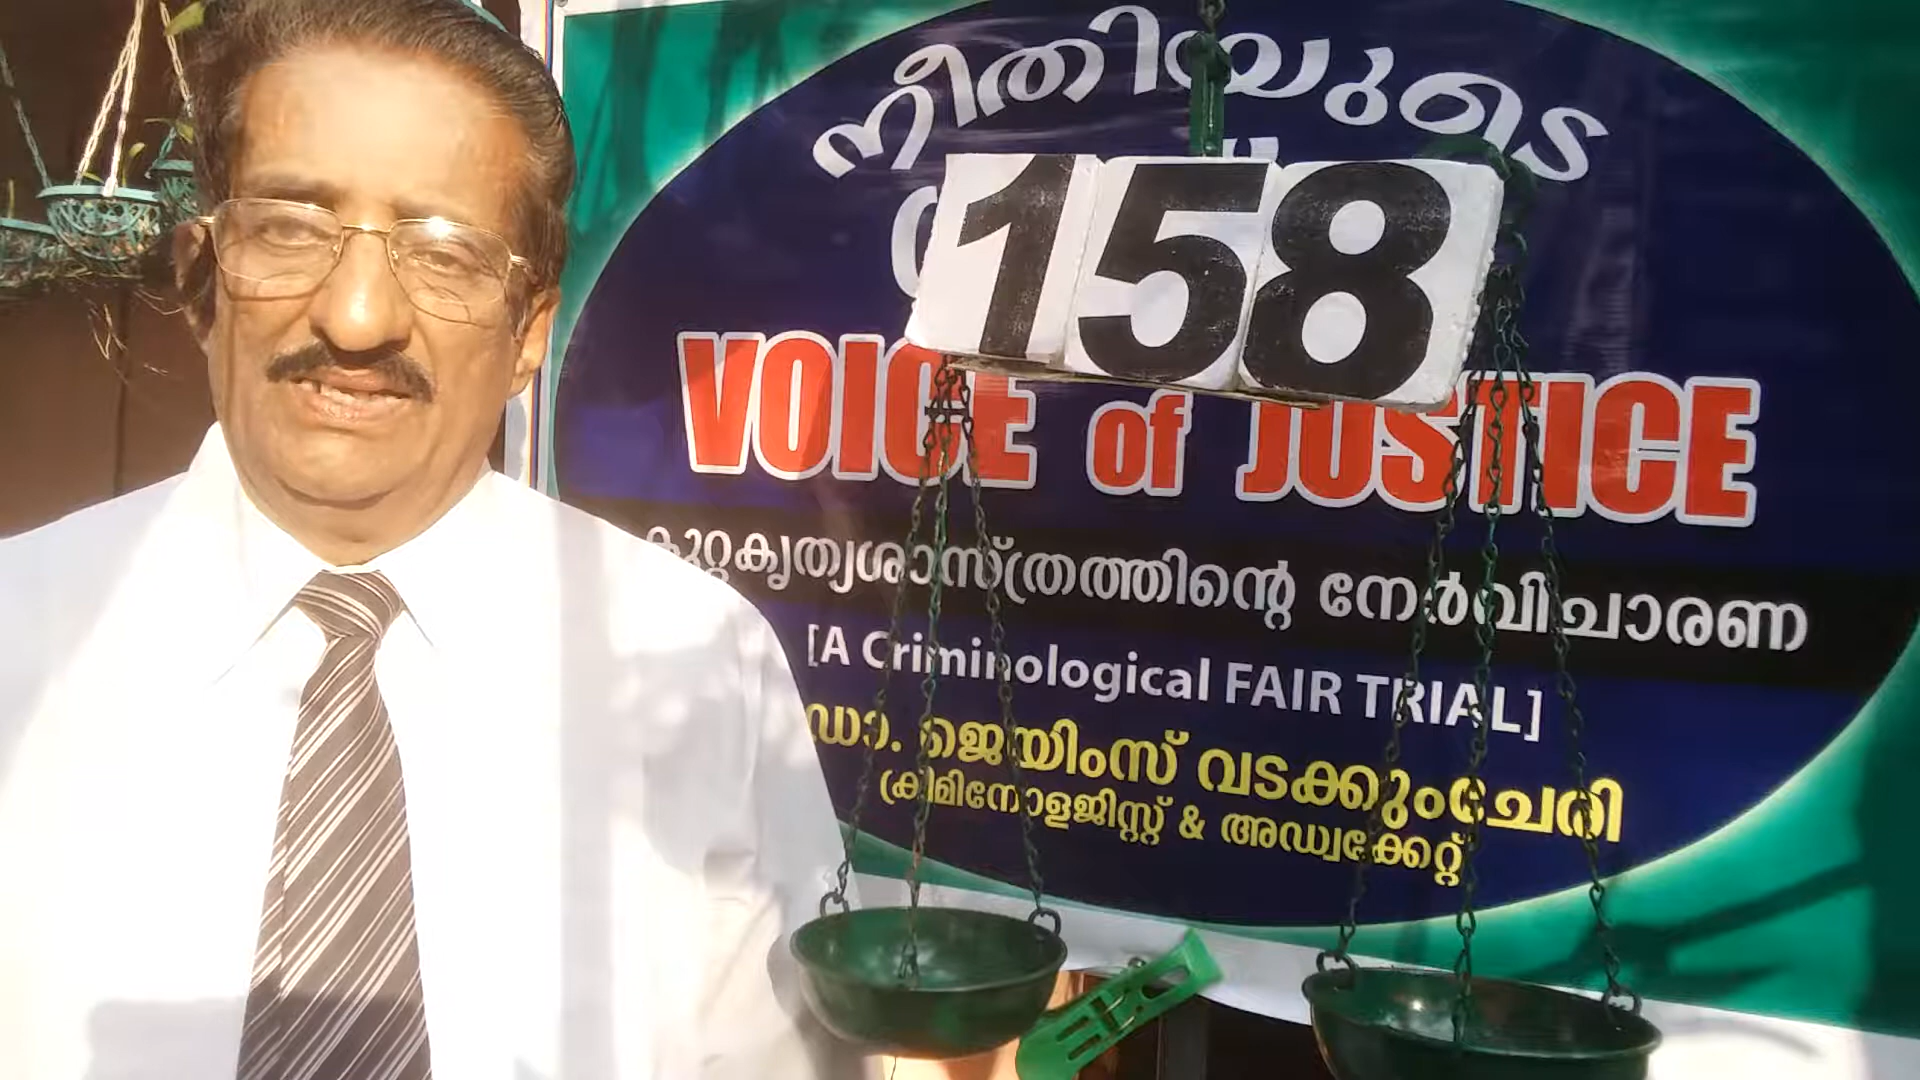 നീതിയുടെ
158
VOICE of JUSTICE
കുറ്റകൃത്യശാസ്ത്രത്തിന്റെ നേർവിചാരണ
[A Criminological FAIR TRIAL]
ഡാ. ജെയിംസ് വടക്കുംചേരി
ക്രിമിനോളജിസ്റ്റ് & അഡ്വക്കേറ്റ്